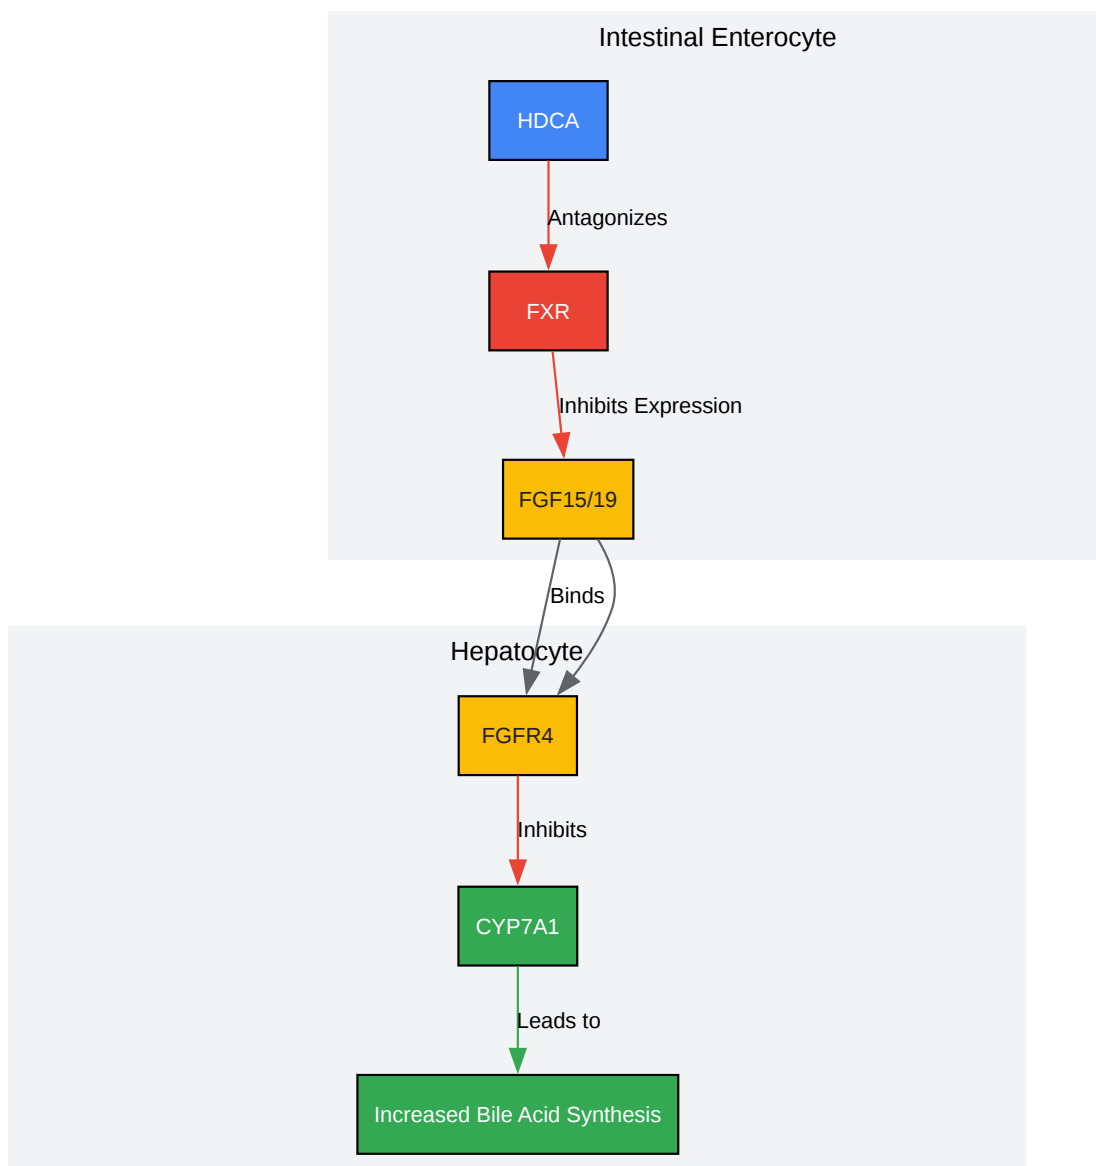 Intestinal Enterocyte
HDCA
Antagonizes
FXR
Inhibits Expression
FGF15/19
Binds
Hepatocyte
FGFR4
Inhibits
CYP7A1
Leads to
Increased Bile Acid Synthesis